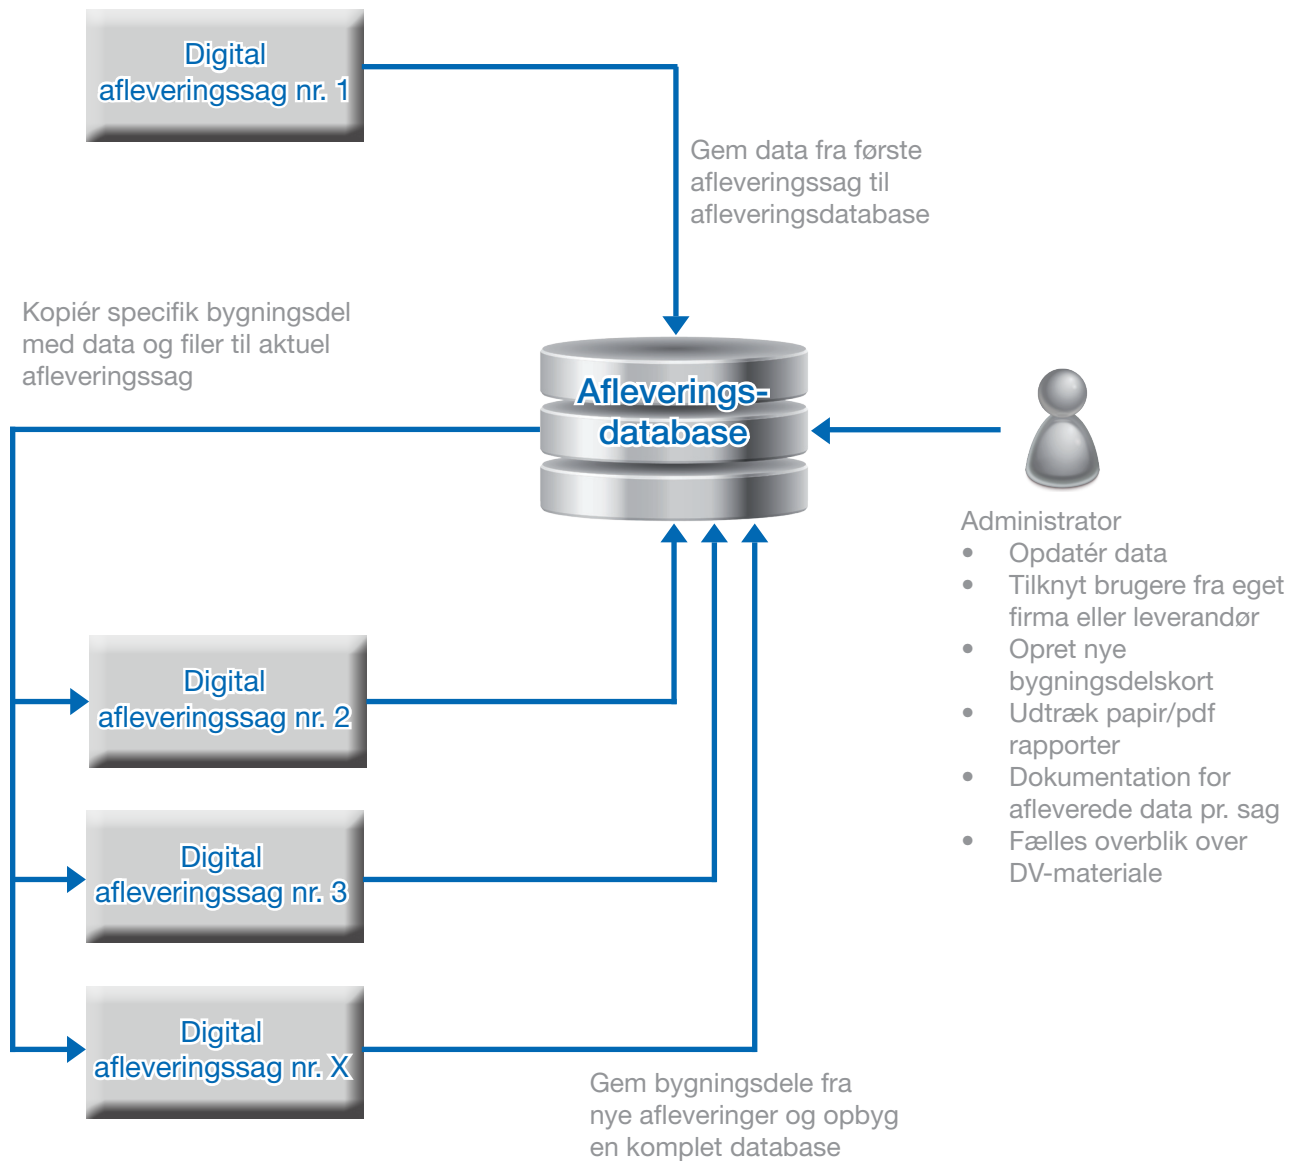 Digital
afleveringssag nr. 1
Gem data fra første
afleveringssag til
afleveringsdatabase
Kopiér specifik bygningsdel
med data og filer til aktuel
afleveringssag
Afleverings-
database
Administrator
• Opdatér data
• Tilknyt brugere fra eget
firma eller leverandør
• Opret nye
bygningsdelskort
• Udtræk papir/pdf
rapporter
• Dokumentation for
afleverede data pr. sag
• Fælles overblik over
DV-materiale
Digital
afleveringssag nr. 2
Digital
afleveringssag nr. 3
Digital
afleveringssag nr. X
Gem bygningsdele fra
nye afleveringer og opbyg
en komplet database